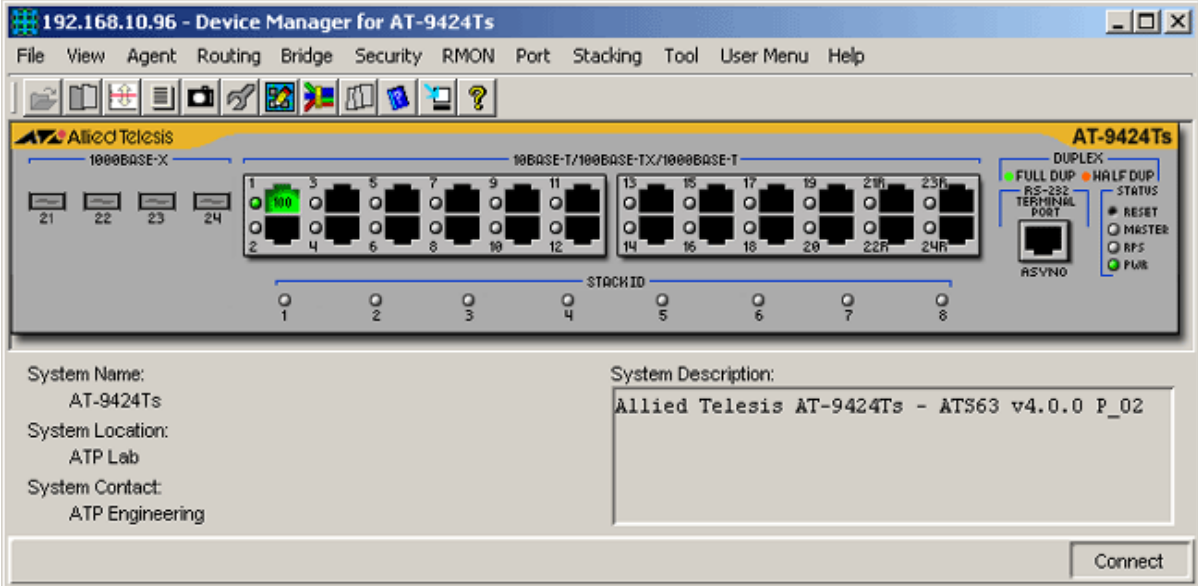 192.168.10.96 - Device Manager for AT-9424Ts
File View Agent Routing Bridge Security RMON Port Stacking Tool User Menu Help
Allied Telesis
AT-9424Ts
1000BASE-X
10BASE-T/100BASE-TX/1000BASE-T
DUPLEX
FULL DUP HALF DUP
1 3 5 7 9 11 13 15 17 19 21R 23R
RS-232 TERMINAL PORT
STATUS
100
RESET
MASTER
RPS
PWR
21 22 23 24
2 4 6 8 10 12 14 16 18 20 22R 24R
ASYNO
STACK ID
1 2 3 4 5 6 7 8
System Name:
AT-9424Ts
System Location:
ATP Lab
System Contact:
ATP Engineering
System Description:
Allied Telesis AT-9424Ts - ATS63 v4.0.0 P_02
Connect